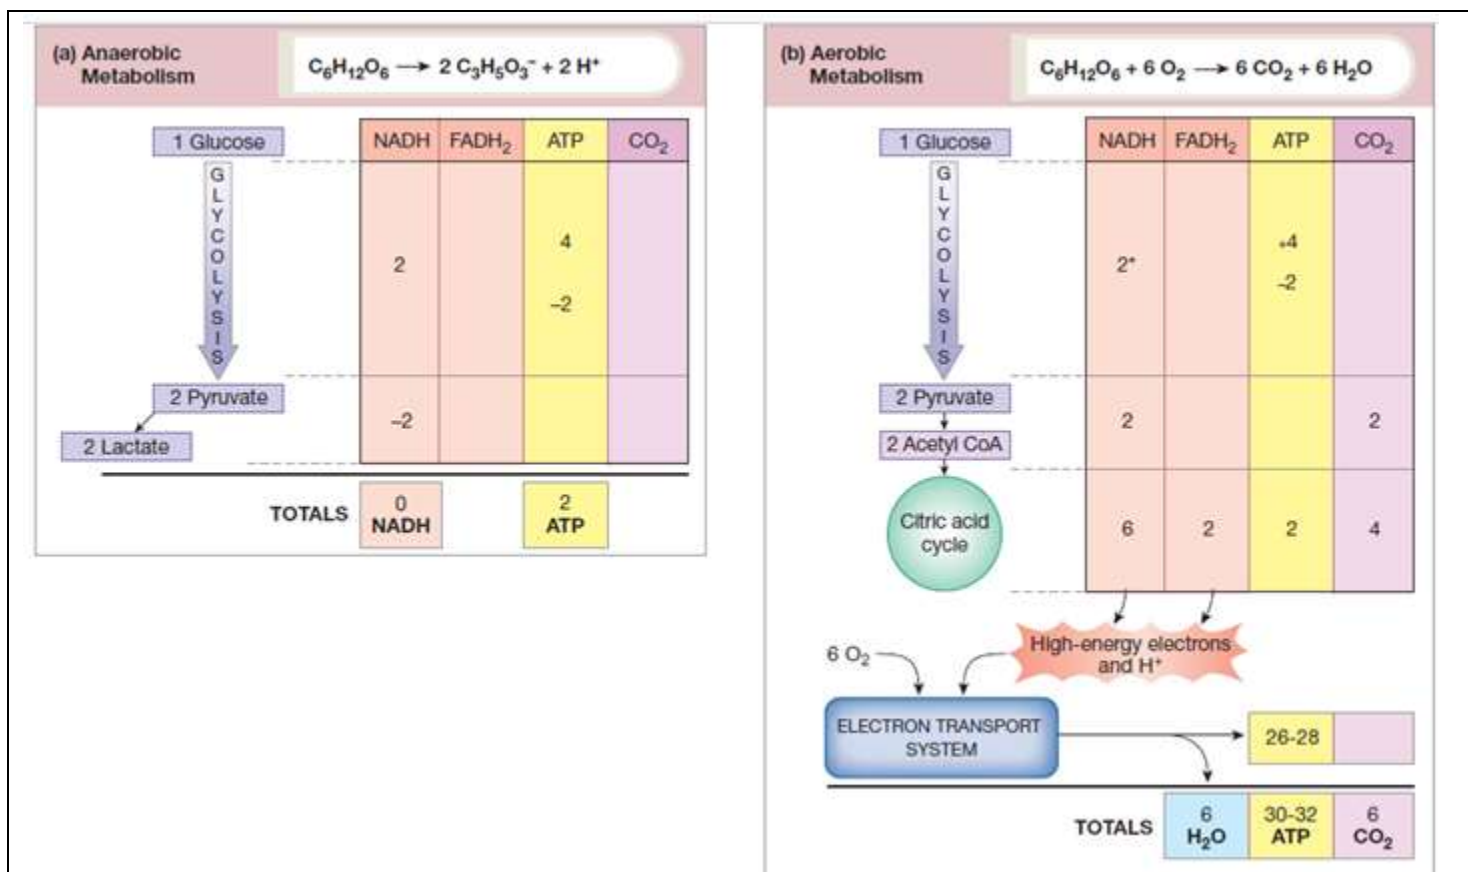 (a) Anaerobic
Metabolism
C₆H₁₂O₆ → 2 C₃H₅O₃⁻ + 2 H⁺
1 Glucose
NADH FADH₂ ATP CO₂
GLYCOLYSIS
4
2
–2
2 Pyruvate
–2
2 Lactate
TOTALS
0
NADH
2
ATP
(b) Aerobic
Metabolism
C₆H₁₂O₆ + 6 O₂ → 6 CO₂ + 6 H₂O
1 Glucose
NADH FADH₂ ATP CO₂
GLYCOLYSIS
+4
2*
–2
2 Pyruvate
2 2
2 Acetyl CoA
Citric acid
cycle
6 2 2 4
High-energy electrons
and H⁺
6 O₂
ELECTRON TRANSPORT
SYSTEM
26-28
TOTALS
6
H₂O
30-32
ATP
6
CO₂